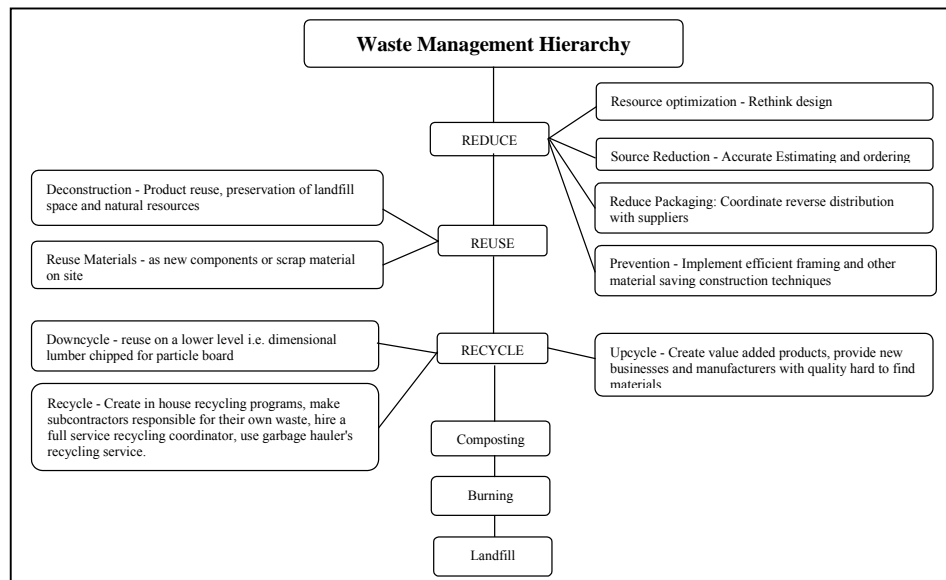 Waste Management Hierarchy
REDUCE
Resource optimization - Rethink design
Source Reduction - Accurate Estimating and ordering
Reduce Packaging: Coordinate reverse distribution
with suppliers
Prevention - Implement efficient framing and other
material saving construction techniques
Deconstruction - Product reuse, preservation of landfill
space and natural resources
REUSE
Reuse Materials - as new components or scrap material
on site
Downcycle - reuse on a lower level i.e. dimensional
lumber chipped for particle board
RECYCLE
Upcycle - Create value added products, provide new
businesses and manufacturers with quality hard to find
materials
Recycle - Create in house recycling programs, make
subcontractors responsible for their own waste, hire a
full service recycling coordinator, use garbage hauler's
recycling service.
Composting
Burning
Landfill